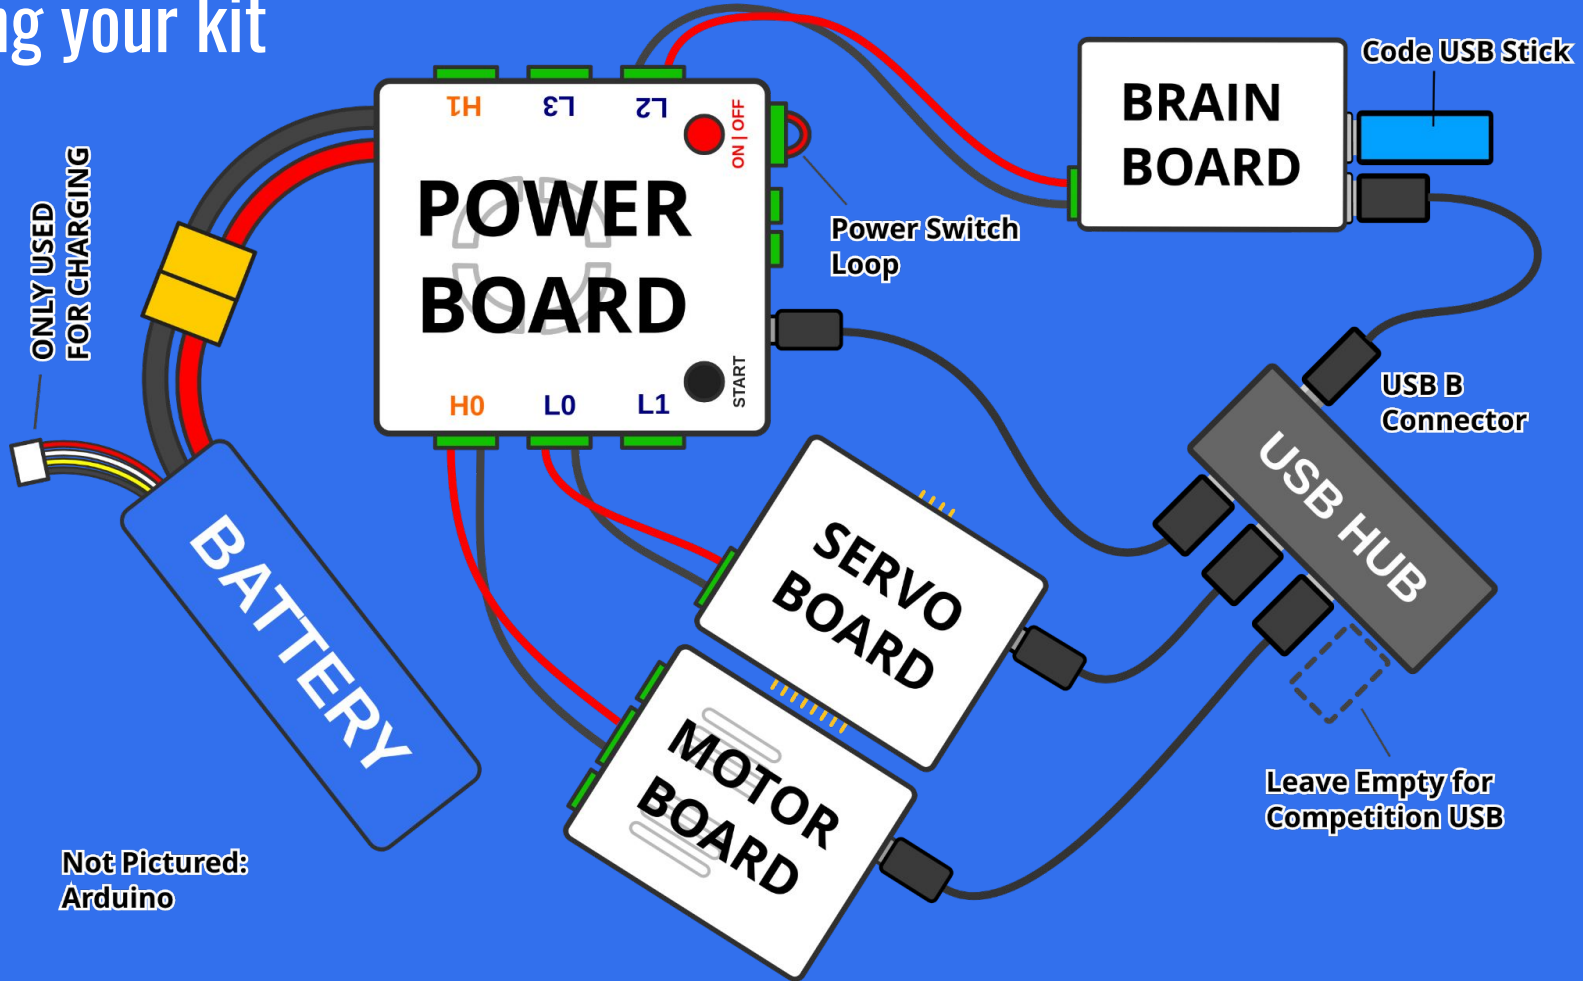 ng your kit
Code USB Stick
H1
L3
L2
ON | OFF
BRAIN
BOARD
ONLY USED
FOR CHARGING
POWER
BOARD
Power Switch
Loop
START
H0
L0
L1
USB B
Connector
USB HUB
BATTERY
SERVO
BOARD
MOTOR
BOARD
Leave Empty for
Competition USB
Not Pictured:
Arduino